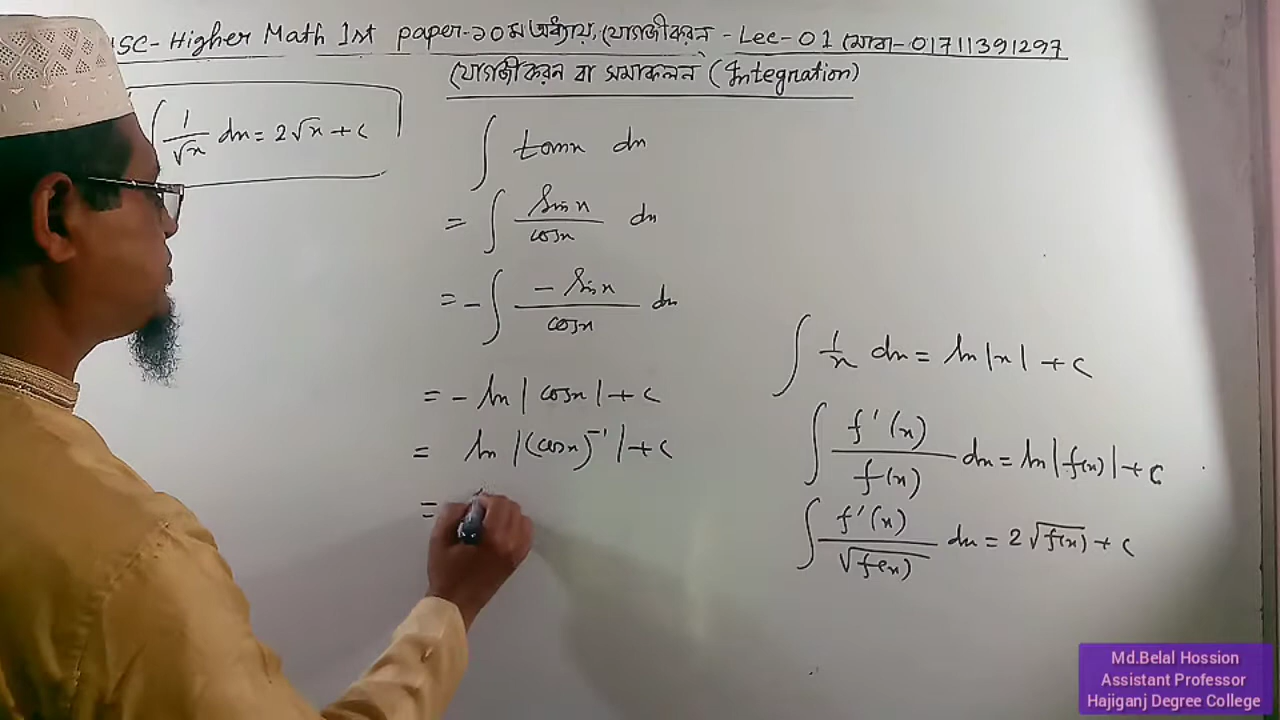 HSC- Higher Math 1st paper-১০ম অধ্যায়, যোগজীকরন - Lec-01 মোবা-01711391297
যোগজীকরন বা সমাকলন (Integration)
∫ 1/√x dx = 2√x + c
∫ tanx dx
= ∫ sinx/cosx dx
= -∫ -sinx/cosx dx
= - ln|cosx| + c
= ln|(cosx)⁻¹| + c
=
∫ 1/x dx = ln|x| + c
∫ f'(x)/f(x) dx = ln|f(x)| + c
∫ f'(x)/√f(x) dx = 2√f(x) + c
Md.Belal Hossion
Assistant Professor
Hajiganj Degree College